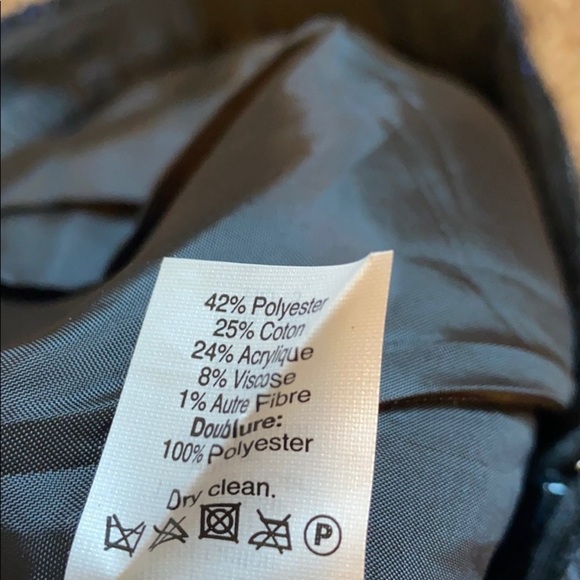 42% Polyester
25% Coton
24% Acrylique
8% Viscose
1% Autre Fibre
Doublure:
100% Polyester
Dry clean.
P